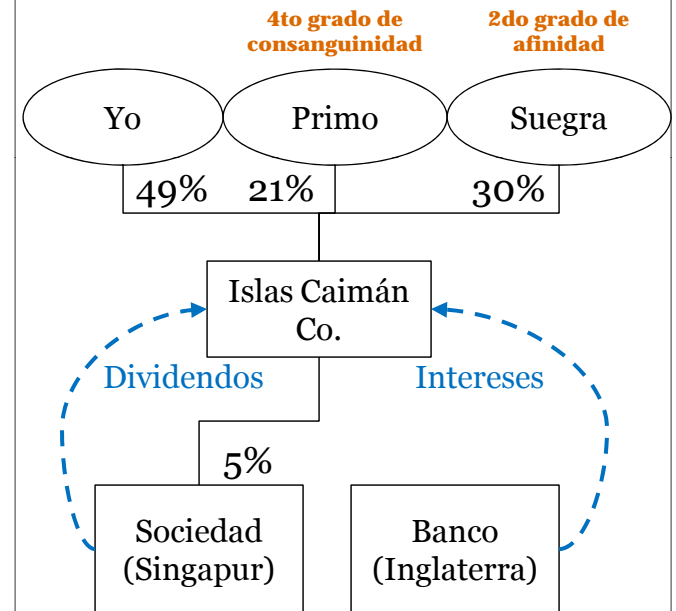 4to grado de
consanguinidad
2do grado de
afinidad
Yo
Primo
Suegra
49%
21%
30%
Islas Caimán
Co.
Dividendos
Intereses
5%
Sociedad
(Singapur)
Banco
(Inglaterra)